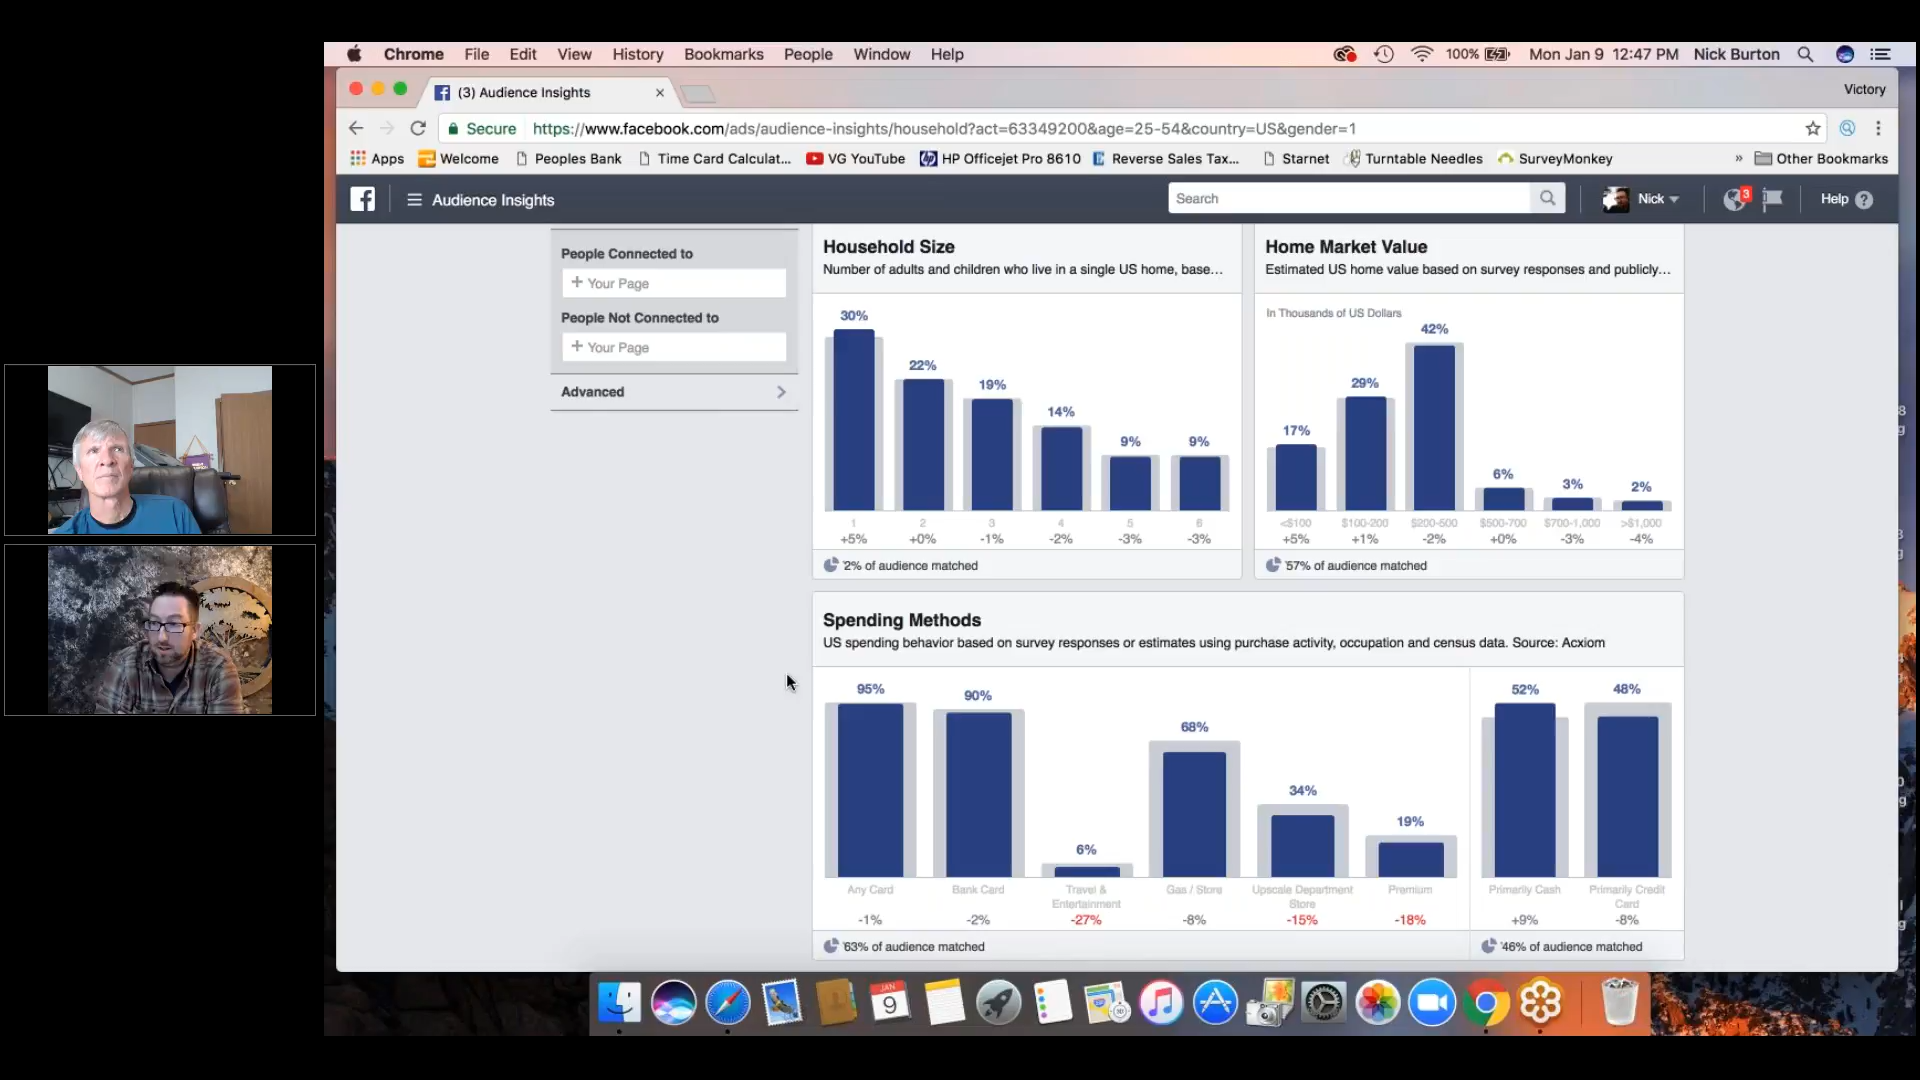 Chrome File Edit View History Bookmarks People Window Help 100% Mon Jan 9 12:47 PM Nick Burton
(3) Audience Insights Victory
Secure https://www.facebook.com/ads/audience-insights/household?act=63349200&age=25-54&country=US&gender=1
Apps Welcome Peoples Bank Time Card Calculat... VG YouTube HP Officejet Pro 8610 Reverse Sales Tax... Starnet Turntable Needles SurveyMonkey » Other Bookmarks
Audience Insights Search Nick 3 Help ?
People Connected to
+ Your Page
People Not Connected to
+ Your Page
Advanced
Household Size
Number of adults and children who live in a single US home, base...
30% 22% 19% 14% 9% 9%
1 2 3 4 5 6
+5% +0% -1% -2% -3% -3%
2% of audience matched
Home Market Value
Estimated US home value based on survey responses and publicly...
In Thousands of US Dollars
17% 29% 42% 6% 3% 2%
<$100 $100-200 $200-500 $500-700 $700-1,000 >$1,000
+5% +1% -2% +0% -3% -4%
57% of audience matched
Spending Methods
US spending behavior based on survey responses or estimates using purchase activity, occupation and census data. Source: Acxiom
95% 90% 6% 68% 34% 19% 52% 48%
Any Card Bank Card Travel & Gas / Store Upscale Department Premium Primarily Cash Primarily Credit
Entertainment Store Card
-1% -2% -27% -8% -15% -18% +9% -8%
63% of audience matched 46% of audience matched
JAN
9